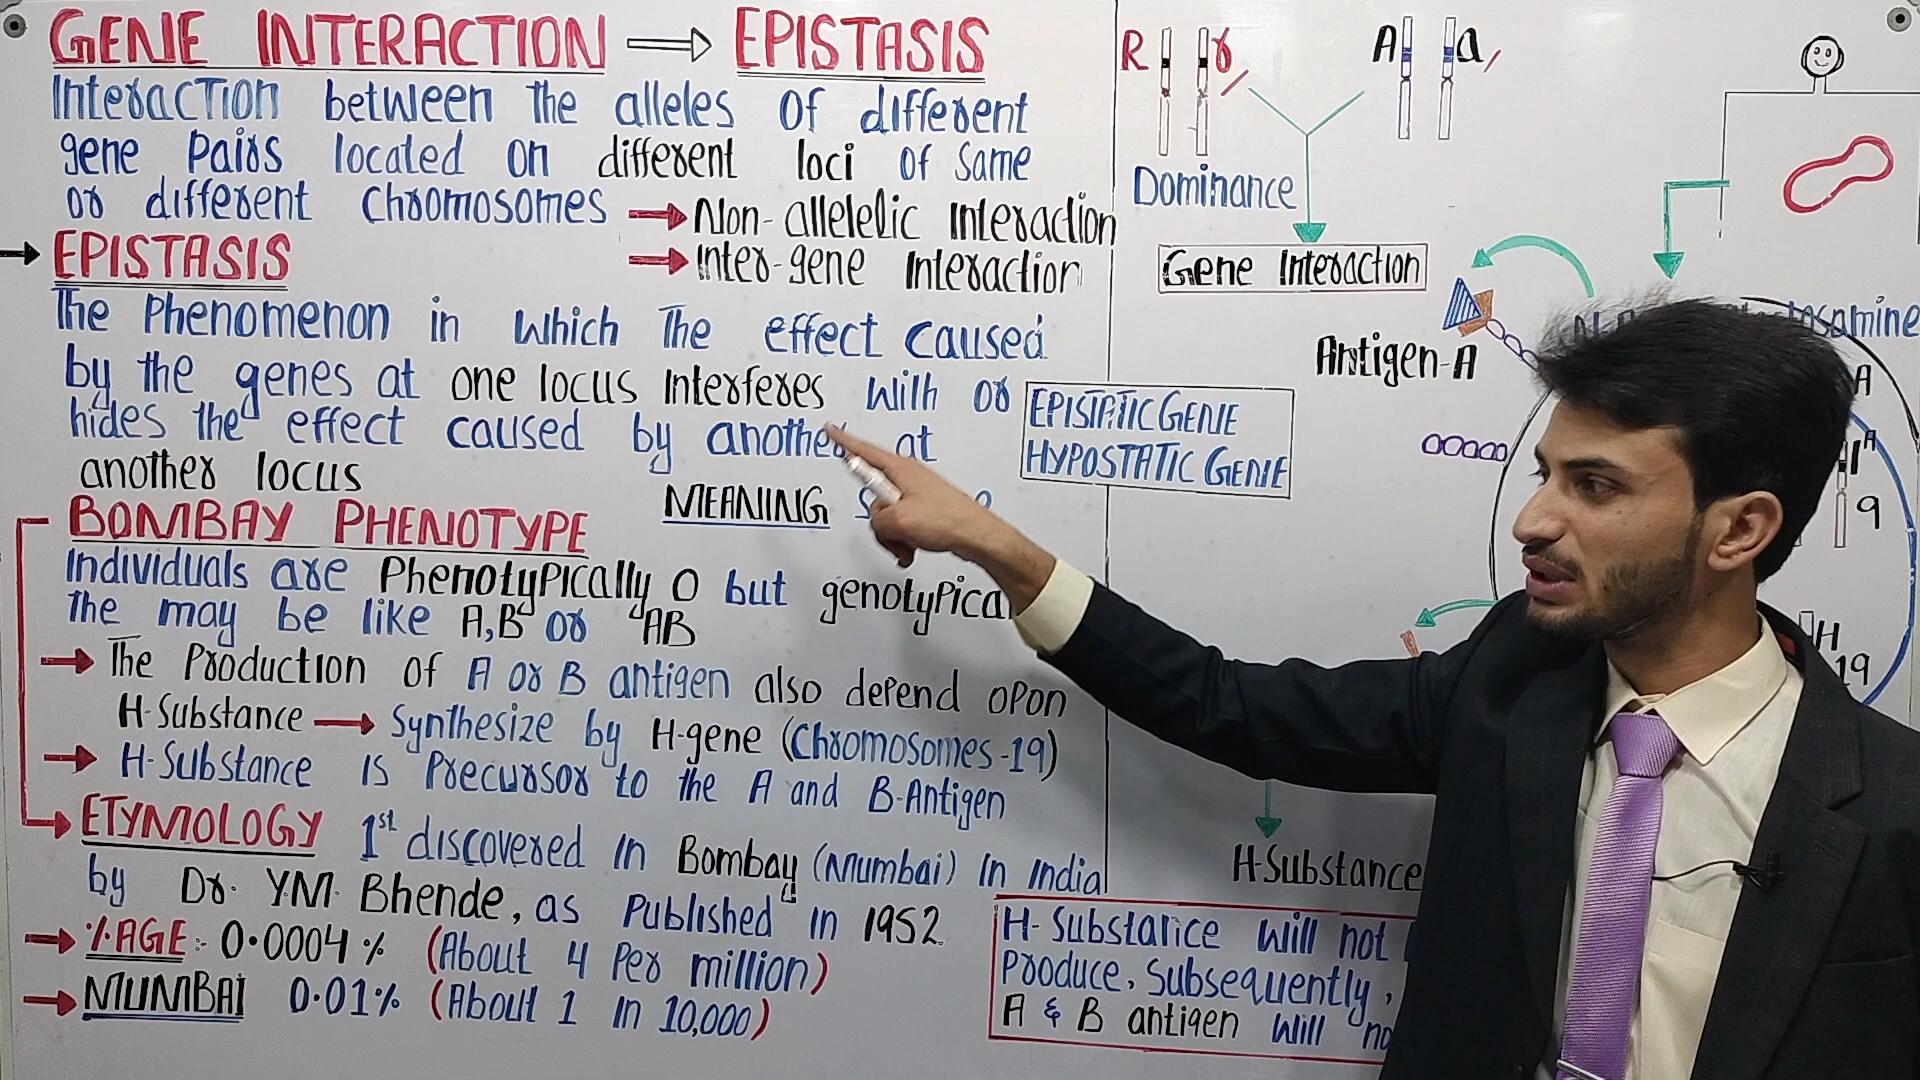 GENE INTERACTION → EPISTASIS
Interaction between the alleles of different
gene pairs located on different loci of same
or different chromosomes → Non-allelelic Interaction
→ Inter-gene Interaction
→ EPISTASIS
The Phenomenon in which the effect caused
by the genes at one locus interferes with or
hides the effect caused by another at
another locus
MEANING
EPISTATIC GENE
HYPOSTATIC GENE
BOMBAY PHENOTYPE
Individuals are Phenotypically O but genotypica
the may be like A,B or AB
→ The Production of A or B antigen also depend opon
H-Substance → Synthesize by H-gene (Chromosomes-19)
→ H-Substance is Precursor to the A and B-Antigen
→ ETYMOLOGY 1st discovered in Bombay (Mumbai) in India
by Dr. Y.M. Bhende, as Published in 1952.
→ %AGE:- 0.0004% (About 4 Per million)
→ MUMBAI 0.01% (About 1 in 10,000)
R r A a
Dominance
Gene Interaction
Antigen-A
tosamine
A
IA
9
H
19
H-Substance
H-Substance will not
Produce, Subsequently,
A & B antigen will no